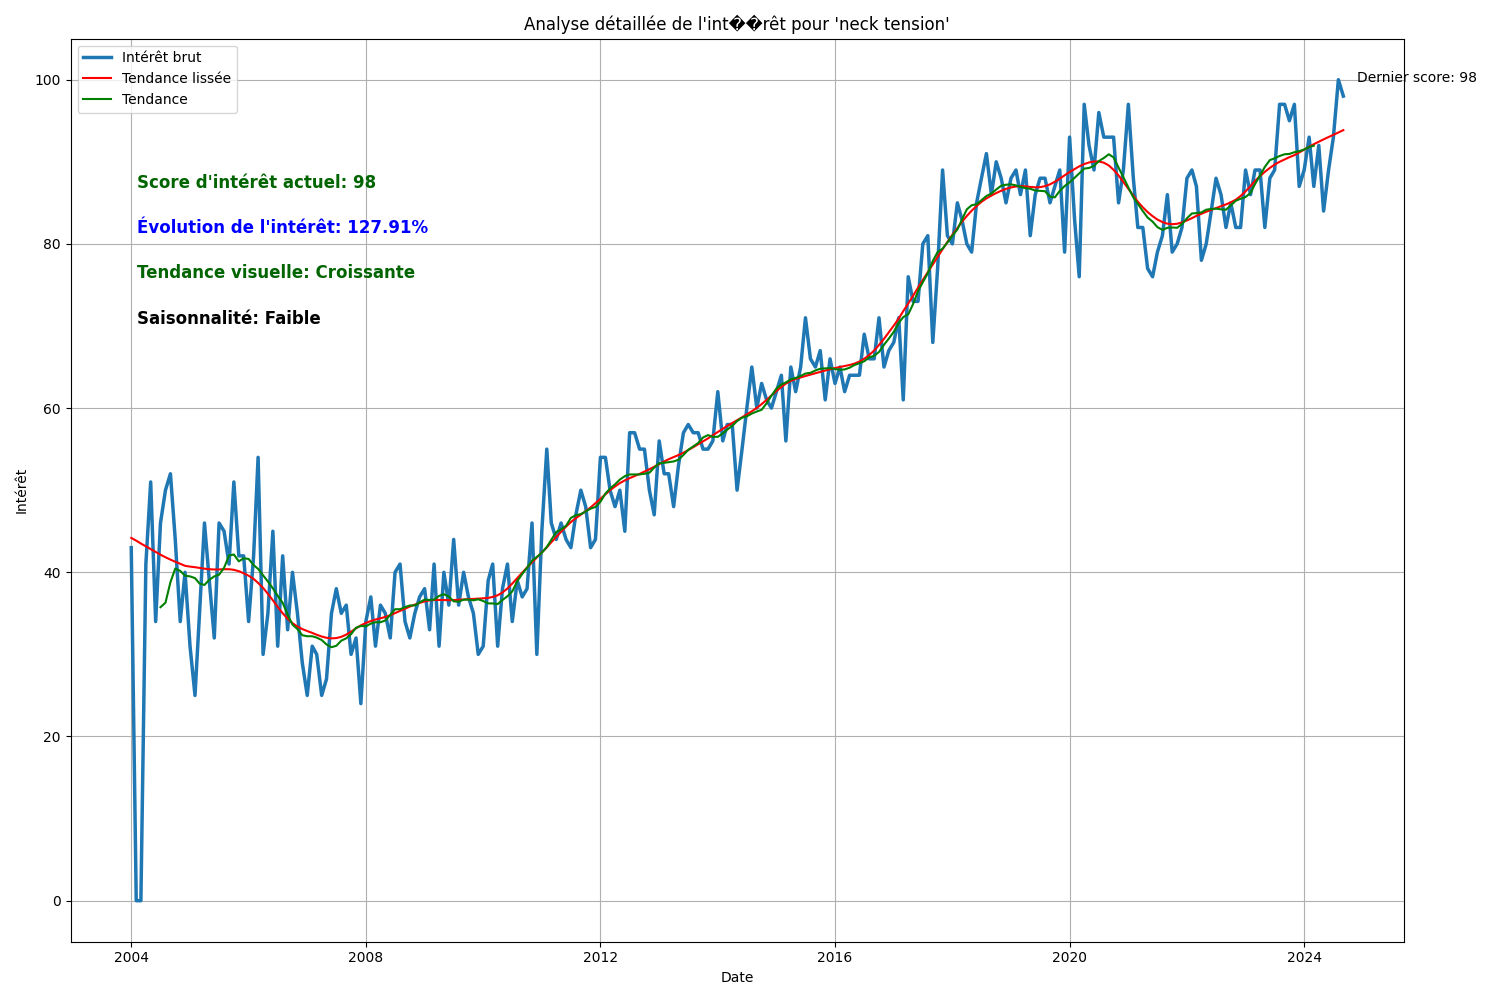 Analyse détaillée de l'int��rêt pour 'neck tension'
Intérêt brut
Tendance lissée
Tendance
Dernier score: 98
Score d'intérêt actuel: 98
Évolution de l'intérêt: 127.91%
Tendance visuelle: Croissante
Saisonnalité: Faible
Intérêt
100
80
60
40
20
0
2004
2008
2012
2016
2020
2024
Date